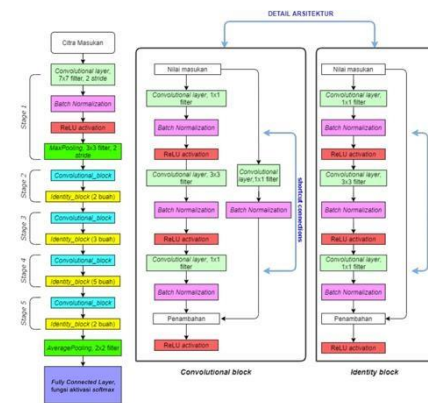 DETAIL ARSITEKTUR
Citra Masukan
Stage 1
Convolutional layer,
7x7 filter, 2 stride
Batch Normalization
ReLU activation
MaxPooling, 3x3 filter, 2
stride
Stage 2
Convolutional_block
Identity_block (2 buah)
Stage 3
Convolutional_block
Identity_block (3 buah)
Stage 4
Convolutional_block
Identity_block (5 buah)
Stage 5
Convolutional_block
Identity_block (2 buah)
AveragePooling, 2x2 filter
Fully Connected Layer,
fungsi aktivasi softmax
Nilai masukan
Convolutional layer, 1x1
filter
Batch Normalization
ReLU activation
Convolutional layer, 3x3
filter
Batch Normalization
ReLU activation
Convolutional layer, 1x1
filter
Batch Normalization
Penambahan
ReLU activation
Convolutional
layer,1x1 filter
Batch Normalization
Convolutional block
shortcut connections
Nilai masukan
Convolutional layer,
1x1 filter
Batch Normalization
ReLU activation
Convolutional layer,
3x3 filter
Batch Normalization
ReLU activation
Convolutional layer,
1x1 filter
Batch Normalization
Penambahan
ReLU activation
Identity block